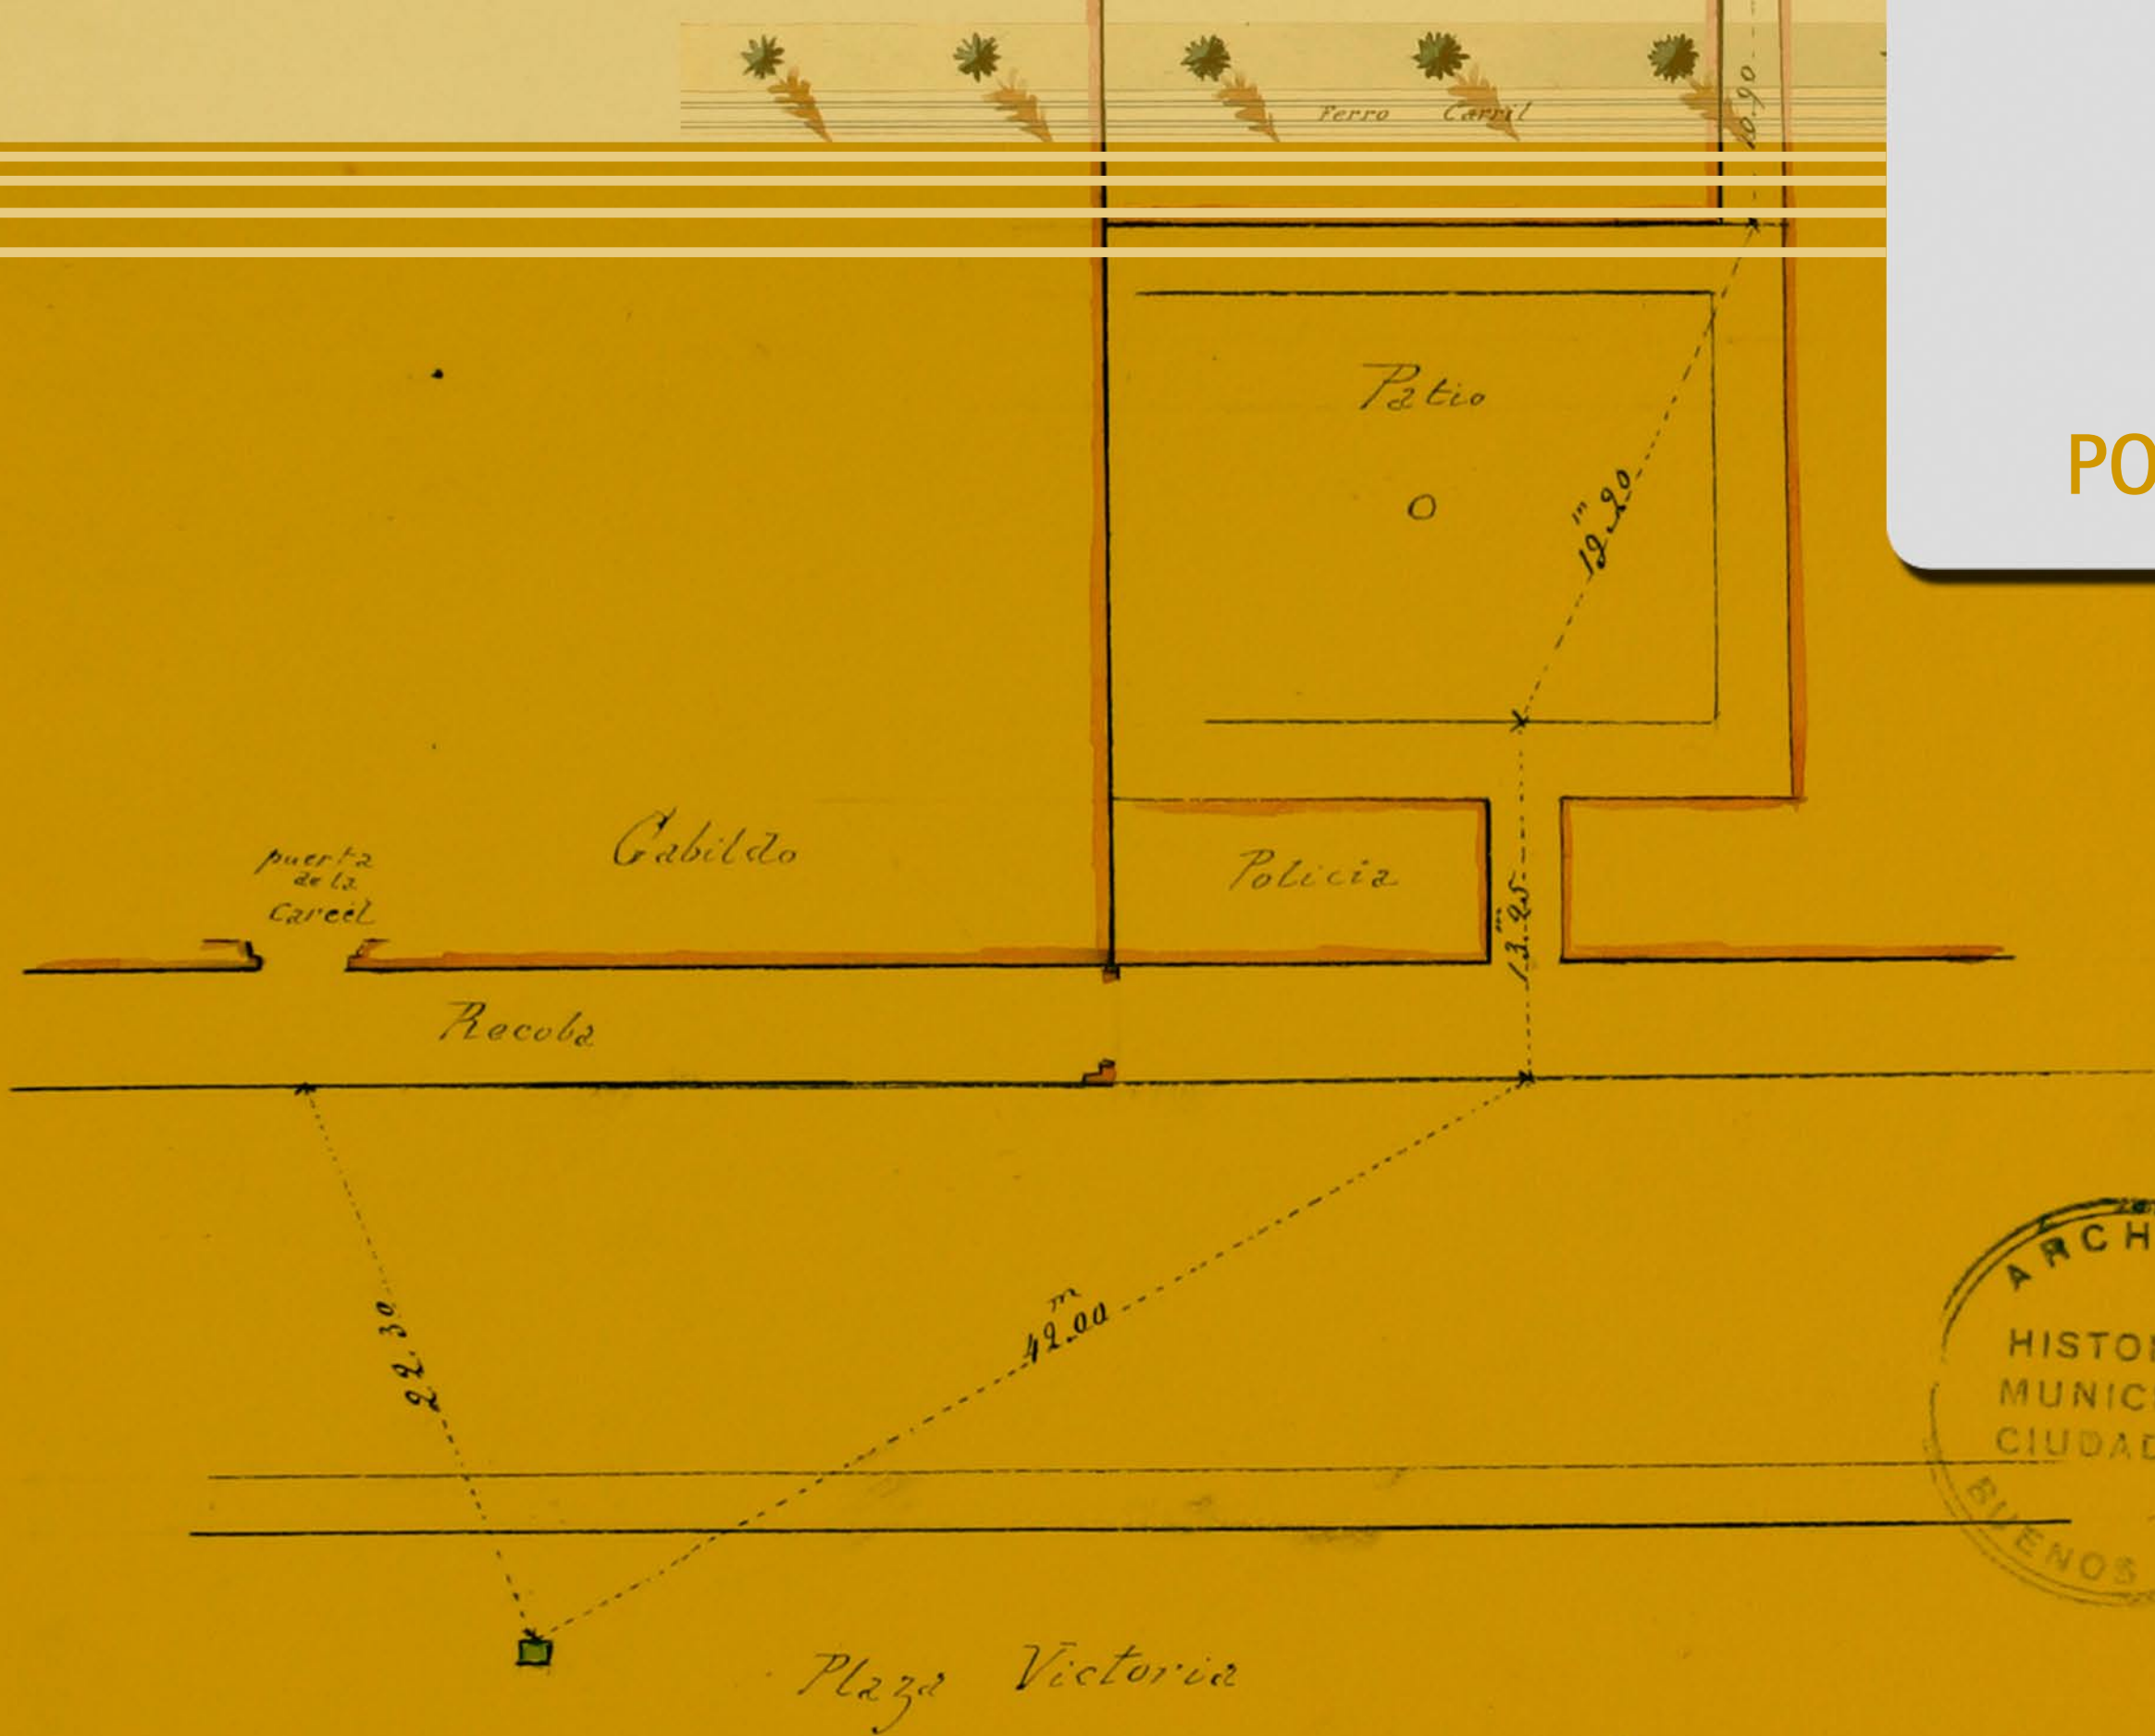 Ferro Carril
10.90
Patio
PO
m
19.20
Cabildo
puerta
de la
Carcel
Policia
m
13.25
Recoba
22.30
m
42.00
ARCH
HISTO
MUNIC
CIUDAD
BUENOS
Plaza Victoria